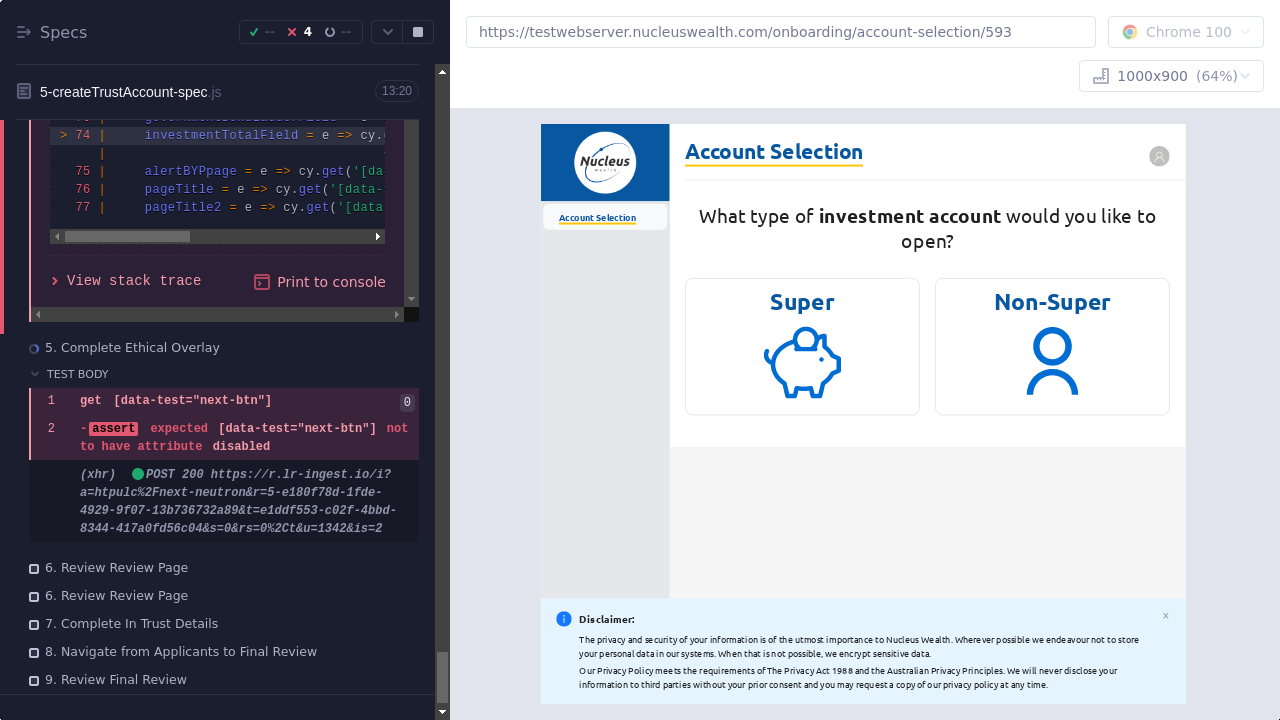 Specs
--
4
--
5-createTrustAccount-spec.js
13:20
> 74 |     investmentTotalField = e => cy.
|
75 |     alertBYPpage = e => cy.get('[da
76 |     pageTitle = e => cy.get('[data-
77 |     pageTitle2 = e => cy.get('[data
View stack trace
Print to console
5. Complete Ethical Overlay
TEST BODY
1 get [data-test="next-btn"] 0
2 -assert expected [data-test="next-btn"] not
to have attribute disabled
(xhr) POST 200 https://r.lr-ingest.io/i?
a=htpulc%2Fnext-neutron&r=5-e180f78d-1fde-
4929-9f07-13b736732a89&t=e1ddf553-c02f-4bbd-
8344-417a0fd56c04&s=0&rs=0%2Ct&u=1342&is=2
6. Review Review Page
6. Review Review Page
7. Complete In Trust Details
8. Navigate from Applicants to Final Review
9. Review Final Review
https://testwebserver.nucleuswealth.com/onboarding/account-selection/593
Chrome 100
1000x900 (64%)
Nucleus
Wealth
Account Selection
Account Selection
What type of investment account would you like to
open?
Super
Non-Super
Disclaimer:
The privacy and security of your information is of the utmost importance to Nucleus Wealth. Wherever possible we endeavour not to store
your personal data in our systems. When that is not possible, we encrypt sensitive data.
Our Privacy Policy meets the requirements of The Privacy Act 1988 and the Australian Privacy Principles. We will never disclose your
information to third parties without your prior consent and you may request a copy of our privacy policy at any time.